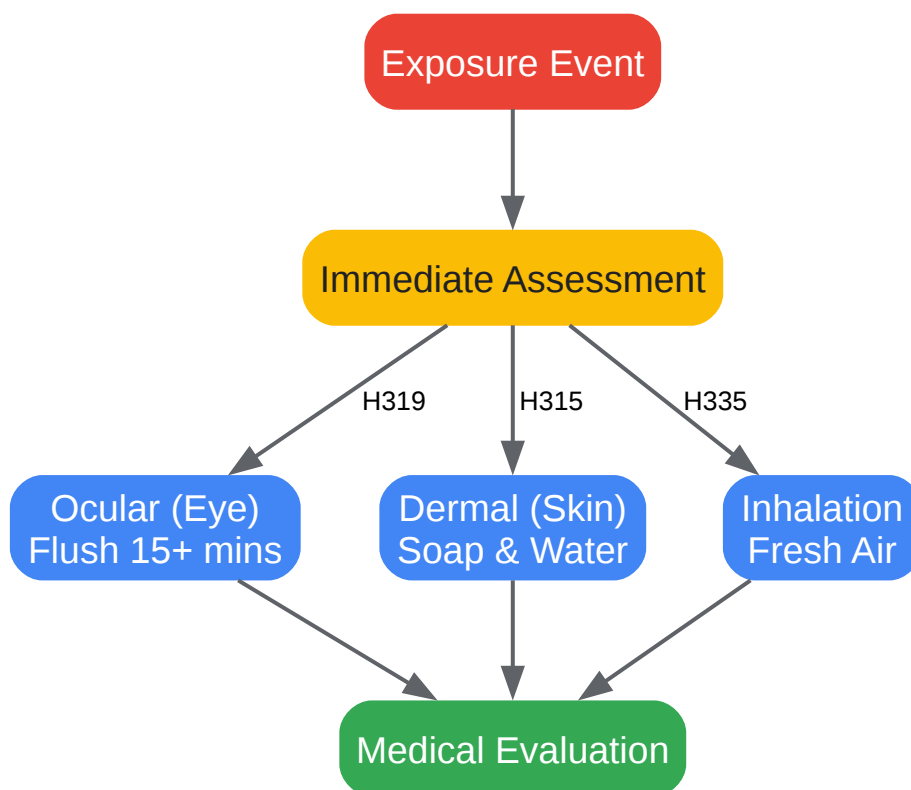 Exposure Event
Immediate Assessment
H319
H315
H335
Ocular (Eye)
Flush 15+ mins
Dermal (Skin)
Soap & Water
Inhalation
Fresh Air
Medical Evaluation